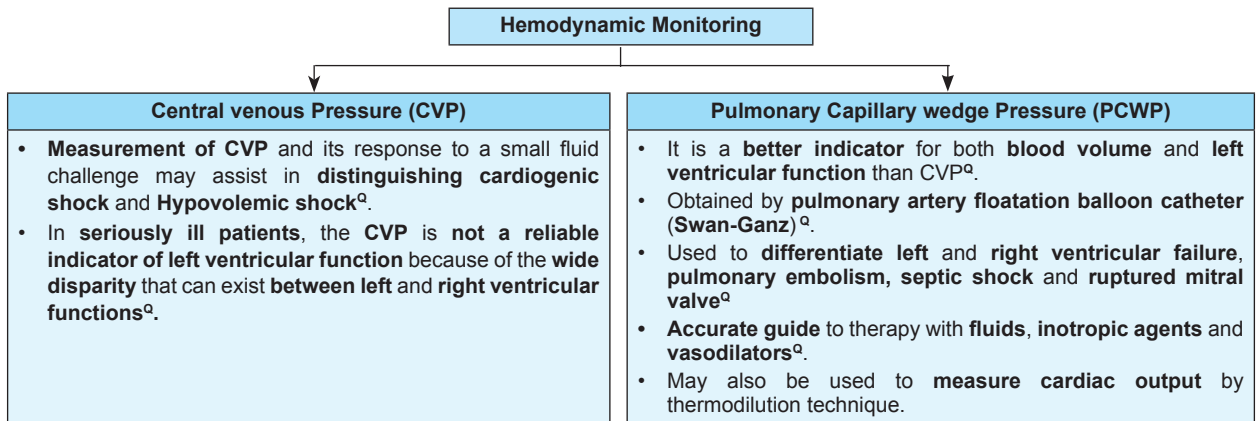 Hemodynamic Monitoring
Central venous Pressure (CVP)
• Measurement of CVP and its response to a small fluid
challenge may assist in distinguishing cardiogenic
shock and Hypovolemic shockQ.
• In seriously ill patients, the CVP is not a reliable
indicator of left ventricular function because of the wide
disparity that can exist between left and right ventricular
functionsQ.
Pulmonary Capillary wedge Pressure (PCWP)
• It is a better indicator for both blood volume and left
ventricular function than CVPQ.
• Obtained by pulmonary artery floatation balloon catheter
(Swan-Ganz) Q.
• Used to differentiate left and right ventricular failure,
pulmonary embolism, septic shock and ruptured mitral
valveQ
• Accurate guide to therapy with fluids, inotropic agents and
vasodilatorsQ.
• May also be used to measure cardiac output by
thermodilution technique.